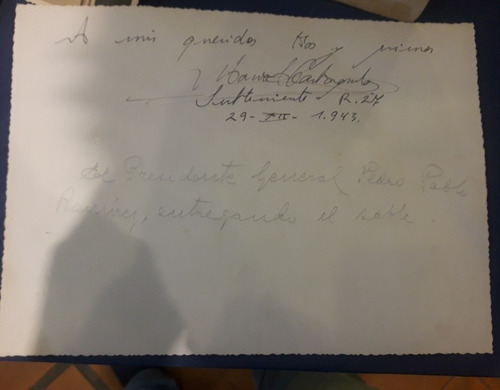 A mis queridos tíos y primos
Subteniente - R.27
29 - XII - 1.943.
El Presidente General Pedro Pablo
Ramírez, entregando el sable.